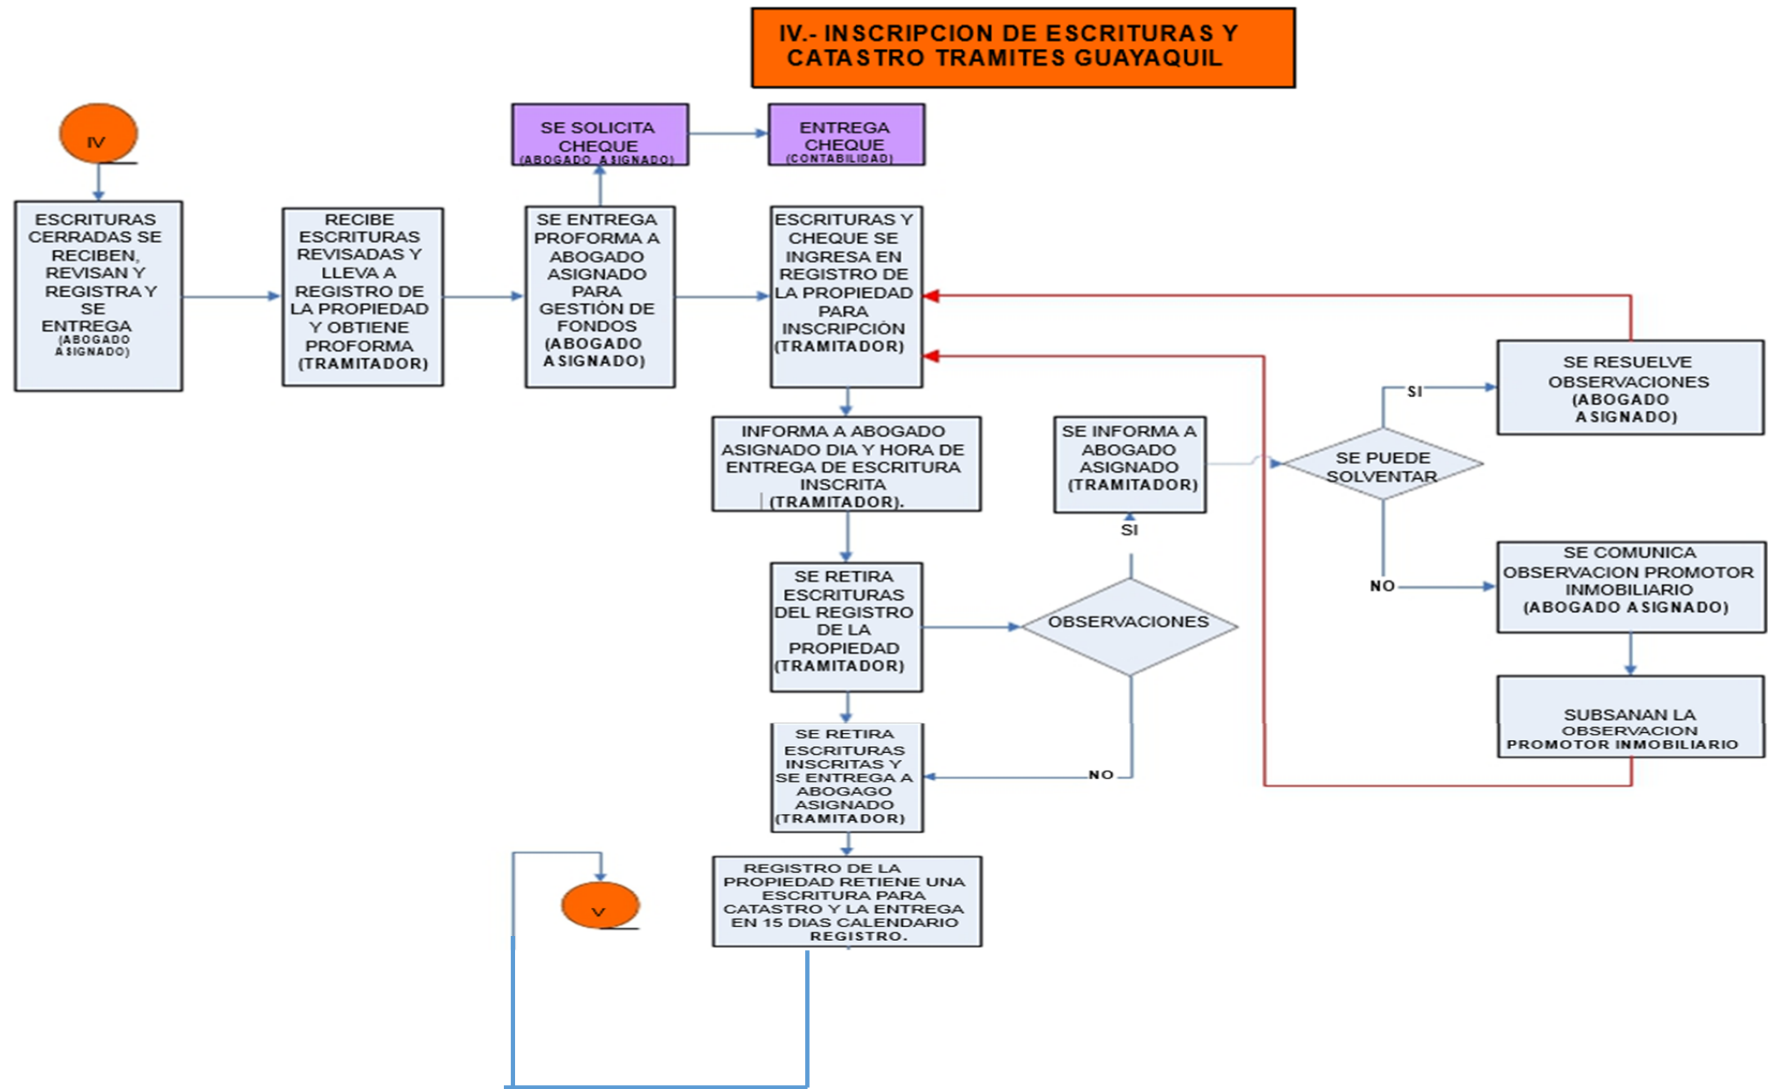 IV.- INSCRIPCION DE ESCRITURAS Y
CATASTRO TRAMITES GUAYAQUIL
IV
SE SOLICITA
CHEQUE
(ABOGADO ASIGNADO)
ENTREGA
CHEQUE
(CONTABILIDAD)
ESCRITURAS
CERRADAS SE
RECIBEN,
REVISAN Y
REGISTRA Y
SE
ENTREGA
(ABOGADO
ASIGNADO)
RECIBE
ESCRITURAS
REVISADAS Y
LLEVA A
REGISTRO DE
LA PROPIEDAD
Y OBTIENE
PROFORMA
(TRAMITADOR)
SE ENTREGA
PROFORMA A
ABOGADO
ASIGNADO
PARA
GESTIÓN DE
FONDOS
(ABOGADO
ASIGNADO)
ESCRITURAS Y
CHEQUE SE
INGRESA EN
REGISTRO DE
LA PROPIEDAD
PARA
INSCRIPCIÓN
(TRAMITADOR)
INFORMA A ABOGADO
ASIGNADO DIA Y HORA DE
ENTREGA DE ESCRITURA
INSCRITA
(TRAMITADOR).
SE INFORMA A
ABOGADO
ASIGNADO
(TRAMITADOR)
SI
SE PUEDE
SOLVENTAR
SI
SE RESUELVE
OBSERVACIONES
(ABOGADO
ASIGNADO)
NO
SE COMUNICA
OBSERVACION PROMOTOR
INMOBILIARIO
(ABOGADO ASIGNADO)
SUBSANAN LA
OBSERVACION
PROMOTOR INMOBILIARIO
SE RETIRA
ESCRITURAS
DEL REGISTRO
DE LA
PROPIEDAD
(TRAMITADOR)
OBSERVACIONES
NO
SE RETIRA
ESCRITURAS
INSCRITAS Y
SE ENTREGA A
ABOGAGO
ASIGNADO
(TRAMITADOR)
REGISTRO DE LA
PROPIEDAD RETIENE UNA
ESCRITURA PARA
CATASTRO Y LA ENTREGA
EN 15 DIAS CALENDARIO
REGISTRO.
V